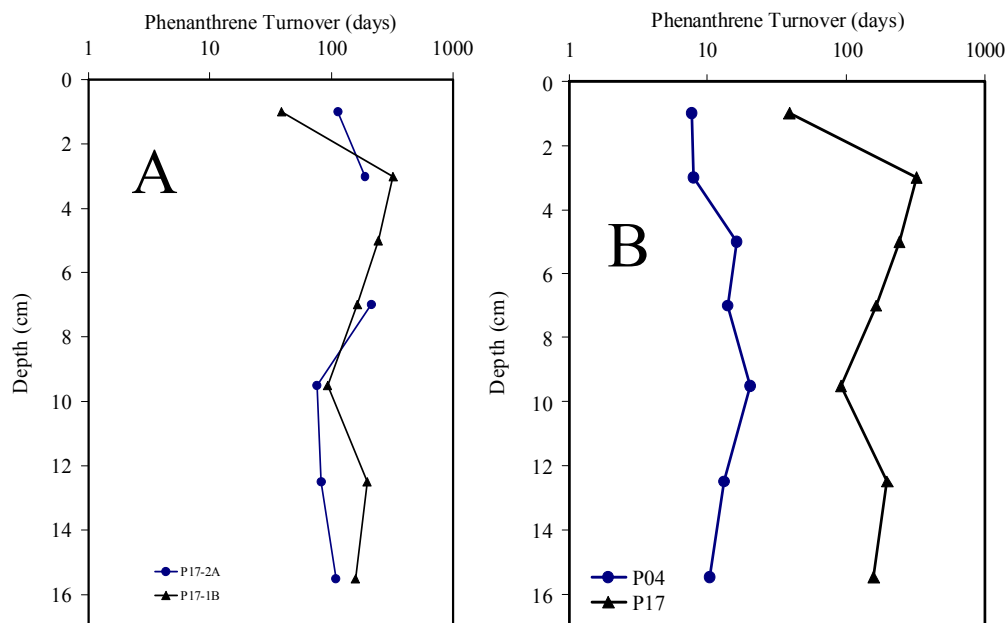 Phenanthrene Turnover (days)
1 10 100 1000
0
2
4
6
8
10
12
14
16
Depth (cm)
A
P17-2A
P17-1B
Phenanthrene Turnover (days)
1 10 100 1000
0
2
4
6
8
10
12
14
16
Depth (cm)
B
P04
P17